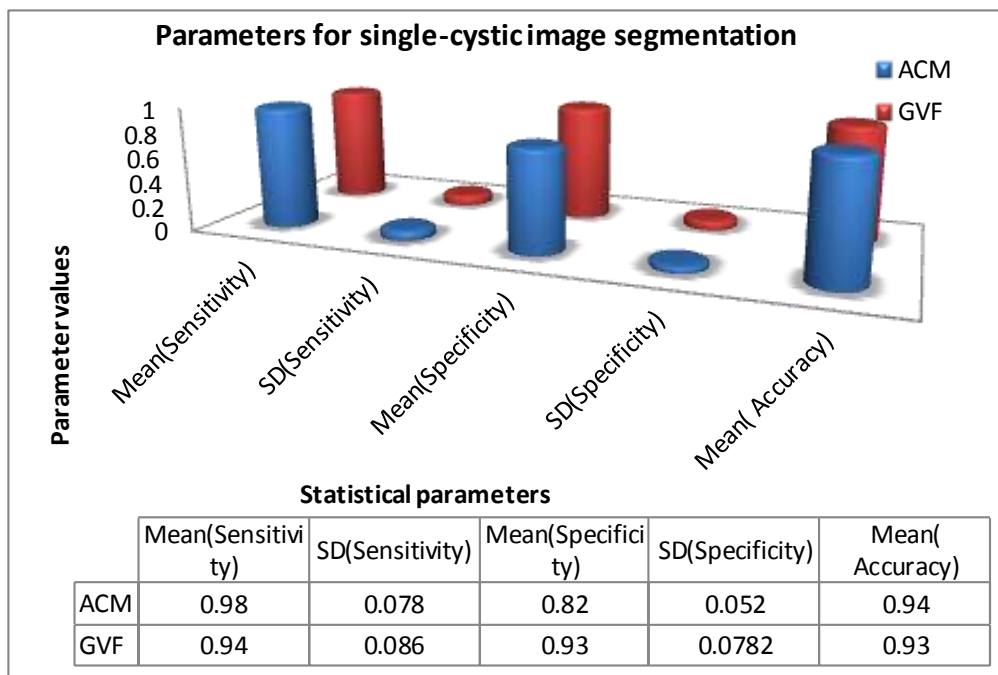 Parameters for single-cystic image segmentation
ACM
GVF
1
0.8
0.6
0.4
0.2
0
Parameter values
Mean(Sensitivity)
SD(Sensitivity)
Mean(Specificity)
SD(Specificity)
Mean( Accuracy)
Statistical parameters
Mean(Sensitivi
ty)
SD(Sensitivity)
Mean(Specifici
ty)
SD(Specificity)
Mean(
Accuracy)
ACM 0.98 0.078 0.82 0.052 0.94
GVF 0.94 0.086 0.93 0.0782 0.93